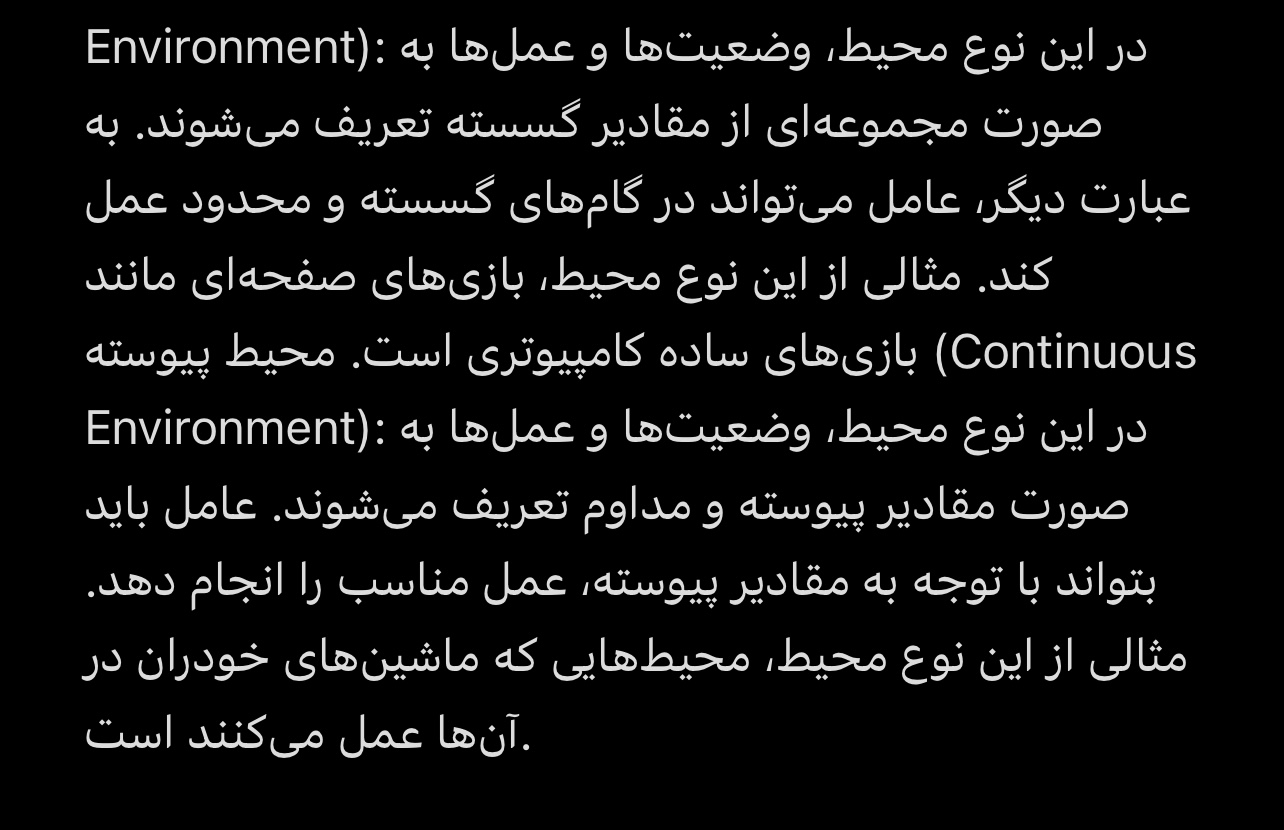 Environment): در این نوع محیط، وضعیت‌ها و عمل‌ها به
صورت مجموعه‌ای از مقادیر گسسته تعریف می‌شوند. به
عبارت دیگر، عامل می‌تواند در گام‌های گسسته و محدود عمل
کند. مثالی از این نوع محیط، بازی‌های صفحه‌ای مانند
بازی‌های ساده کامپیوتری است. محیط پیوسته (Continuous
Environment): در این نوع محیط، وضعیت‌ها و عمل‌ها به
صورت مقادیر پیوسته و مداوم تعریف می‌شوند. عامل باید
بتواند با توجه به مقادیر پیوسته، عمل مناسب را انجام دهد.
مثالی از این نوع محیط، محیط‌هایی که ماشین‌های خودران در
آن‌ها عمل می‌کنند است.